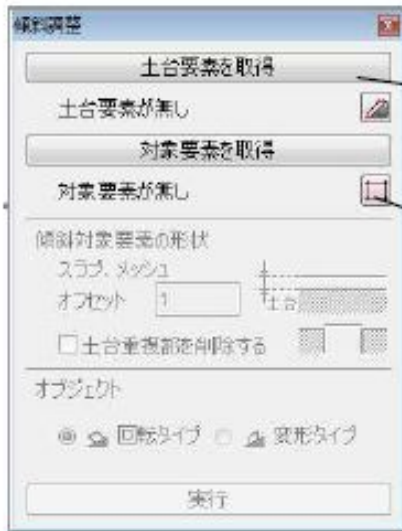 傾斜調整
土台要素を取得
土台要素が無し
対象要素を取得
対象要素が無し
傾斜対象要素の形状
スラブ、メッシュ
オフセット 1
土台
土台重複部を削除する
オブジェクト
回転タイプ 変形タイプ
実行